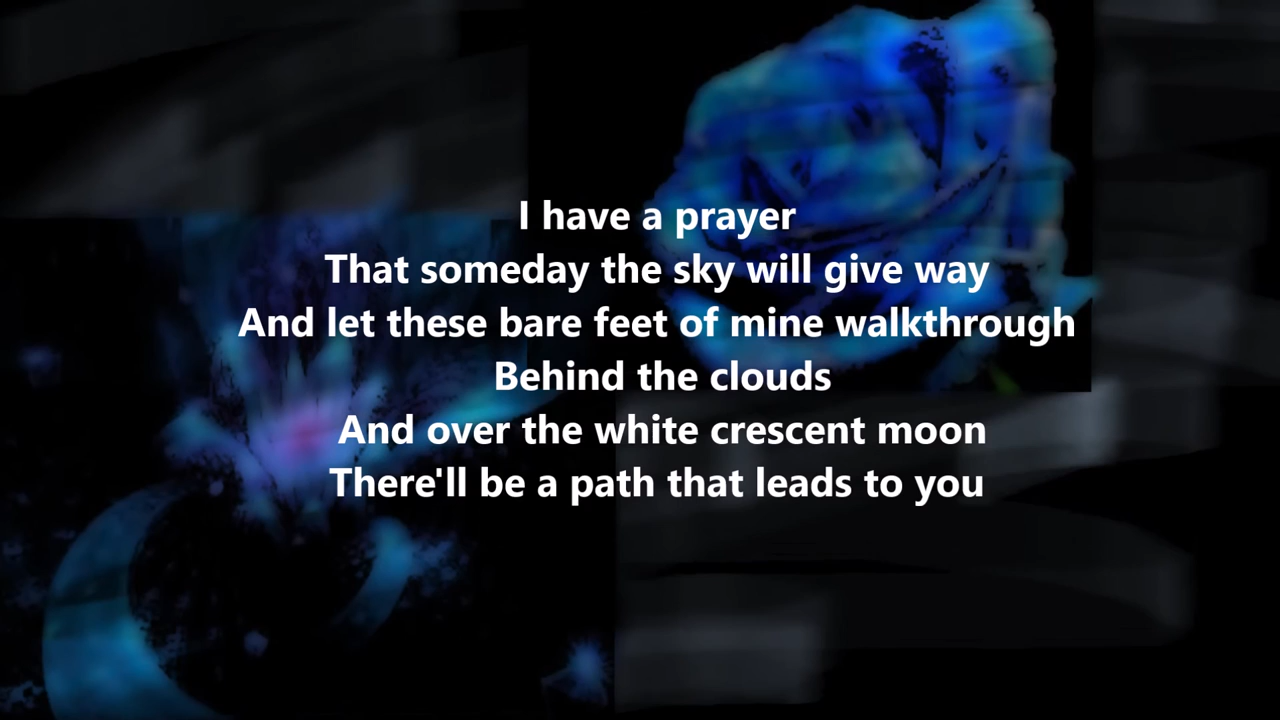 I have a prayer
That someday the sky will give way
And let these bare feet of mine walkthrough
Behind the clouds
And over the white crescent moon
There'll be a path that leads to you